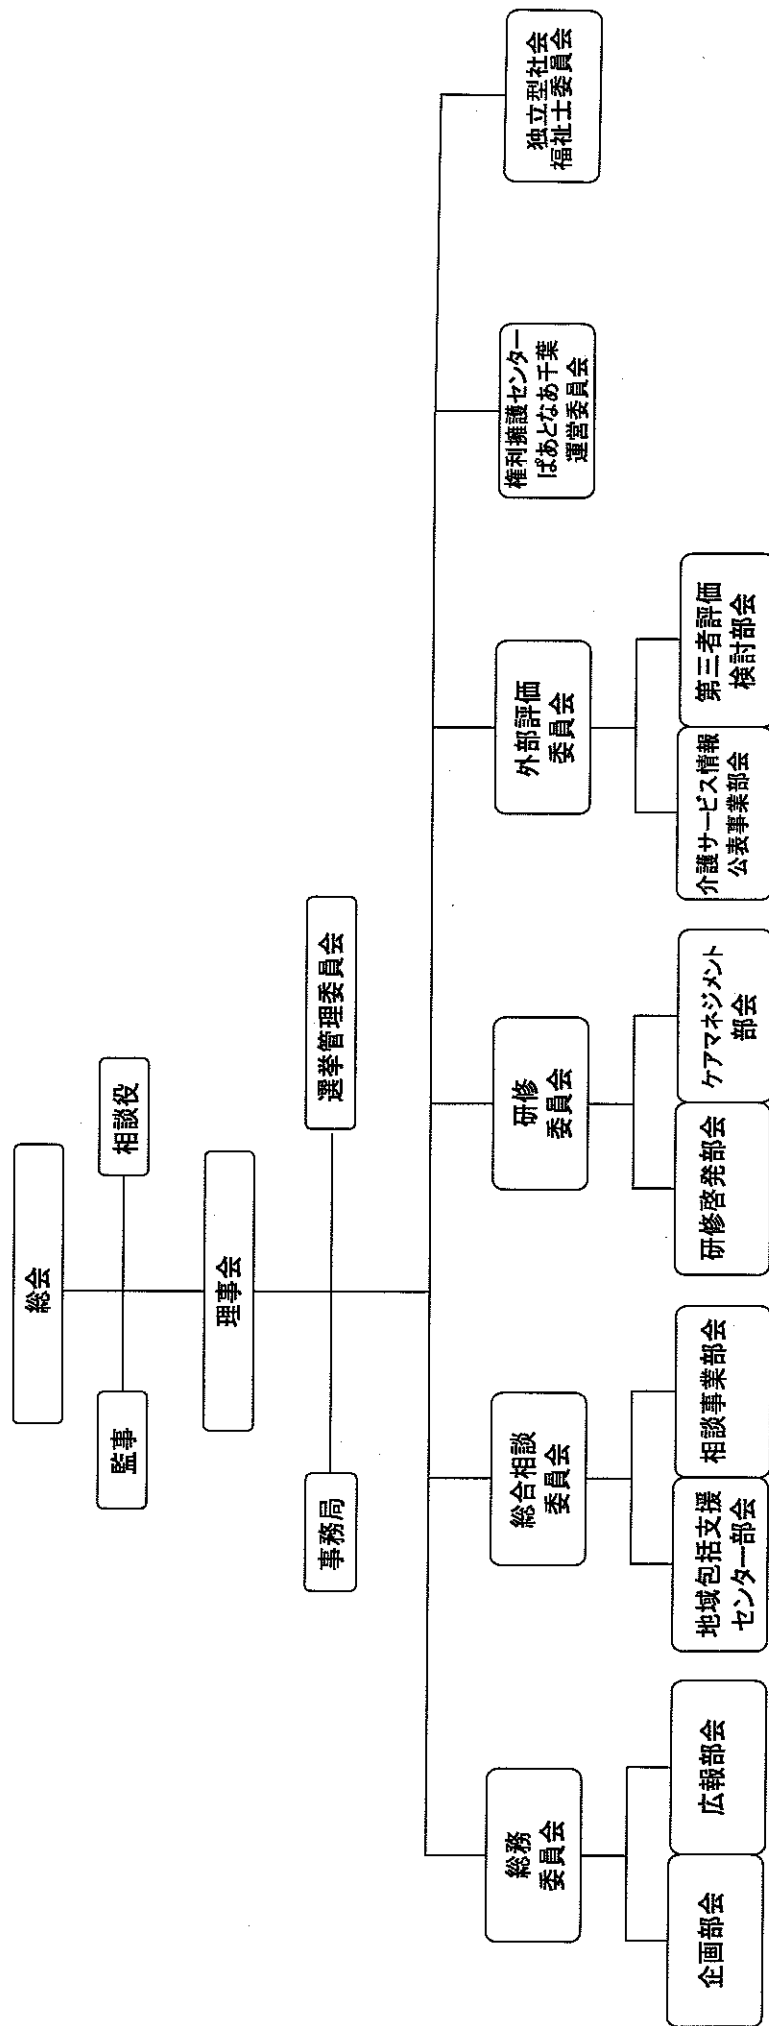 総会
監事
相談役
理事会
事務局
選挙管理委員会
総務
委員会
総合相談
委員会
研修
委員会
外部評価
委員会
権利擁護センター
ぱあとなあ千葉
運営委員会
独立型社会
福祉士委員会
企画部会
広報部会
地域包括支援
センター部会
相談事業部会
研修啓発部会
ケアマネジメント
部会
介護サービス情報
公表事業部会
第三者評価
検討部会